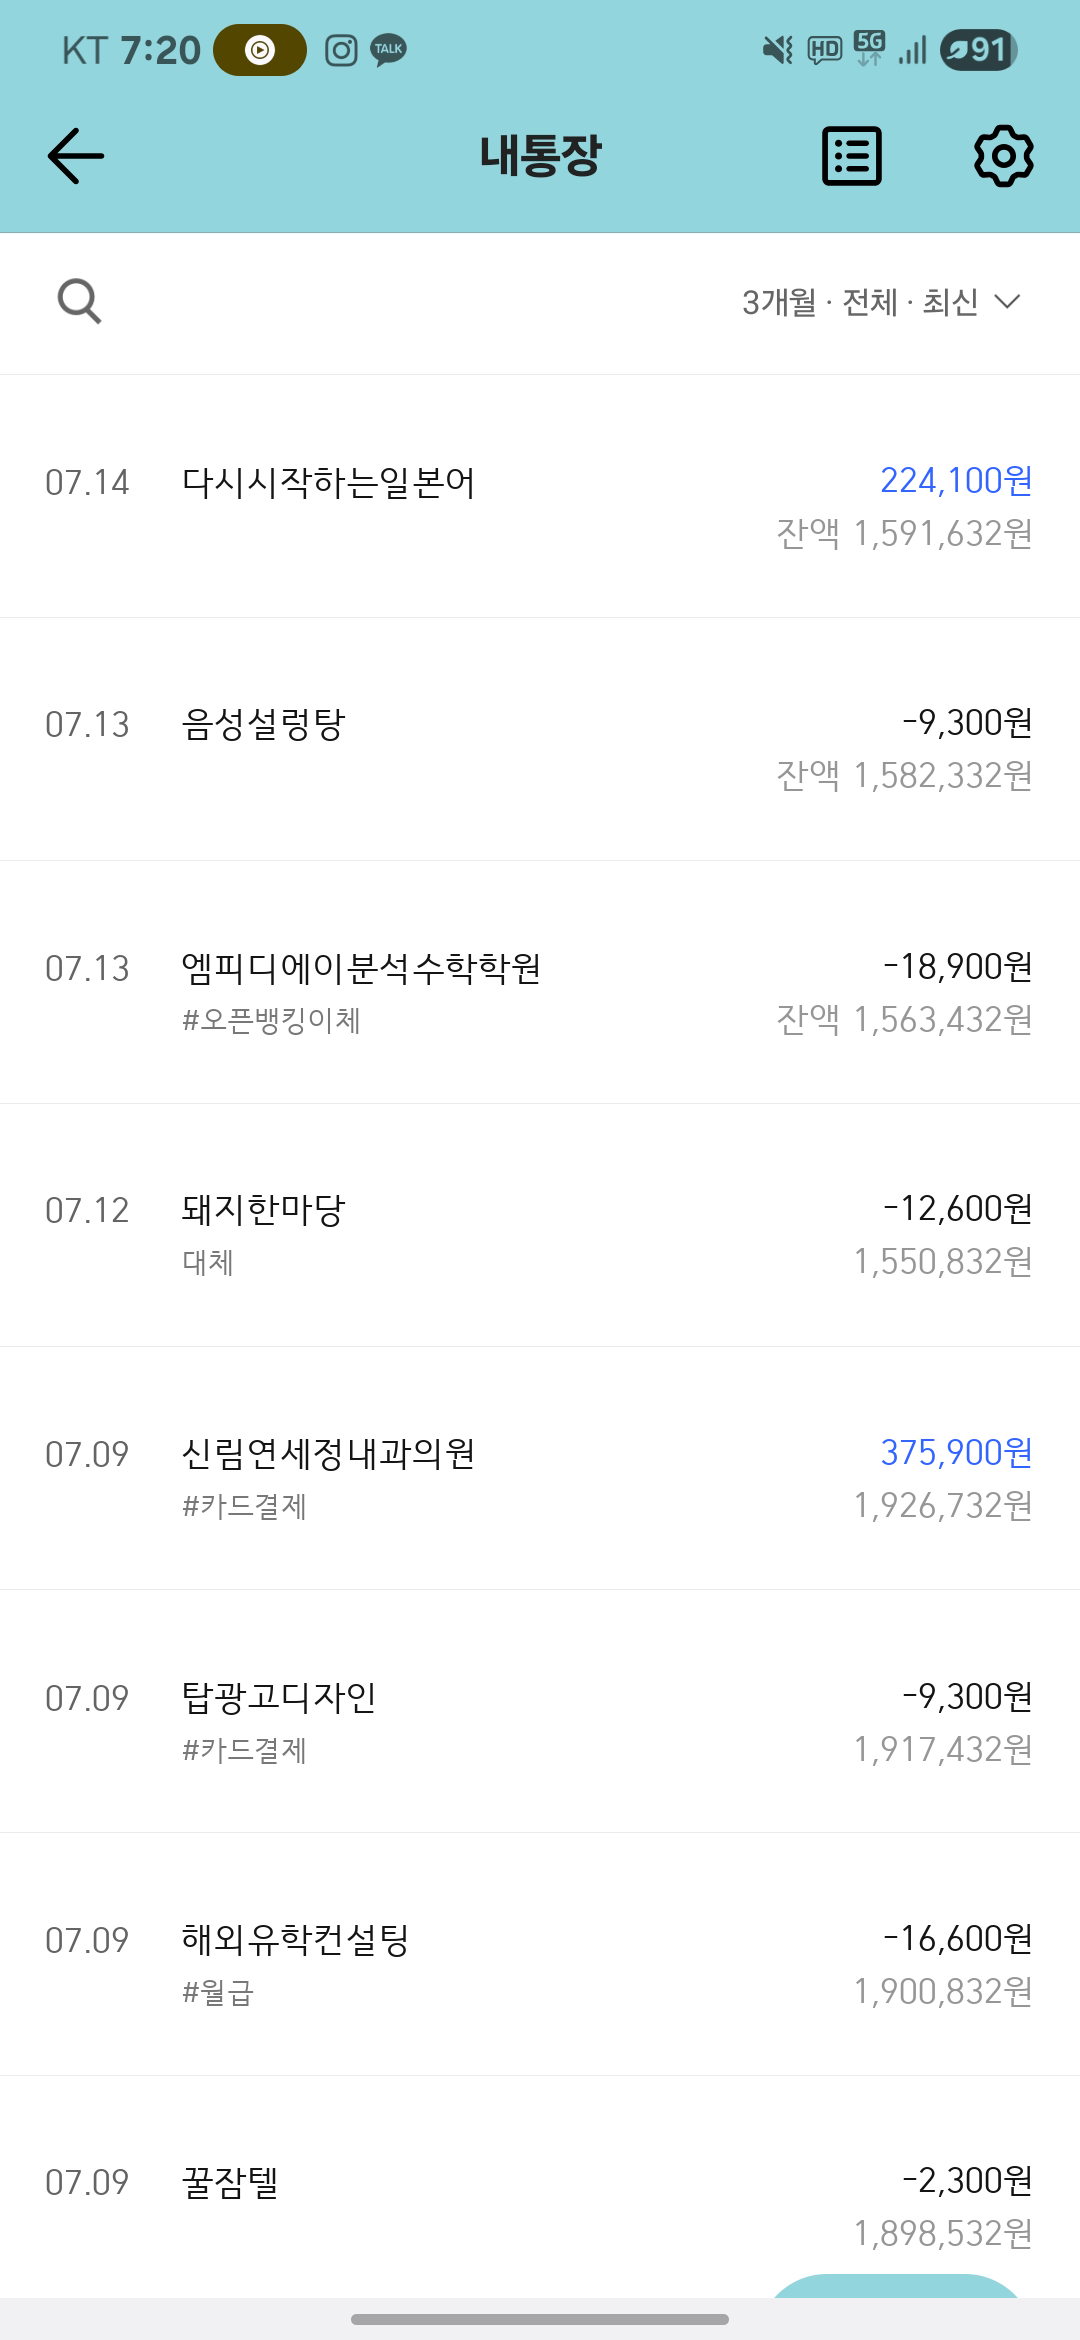 KT 7:20 TALK HD 5G 91
내통장
3개월 · 전체 · 최신
07.14 다시시작하는일본어 224,100원
잔액 1,591,632원
07.13 음성설렁탕 -9,300원
잔액 1,582,332원
07.13 엠피디에이분석수학학원 -18,900원
#오픈뱅킹이체 잔액 1,563,432원
07.12 돼지한마당 -12,600원
대체 1,550,832원
07.09 신림연세정내과의원 375,900원
#카드결제 1,926,732원
07.09 탑광고디자인 -9,300원
#카드결제 1,917,432원
07.09 해외유학컨설팅 -16,600원
#월급 1,900,832원
07.09 꿀잠텔 -2,300원
1,898,532원